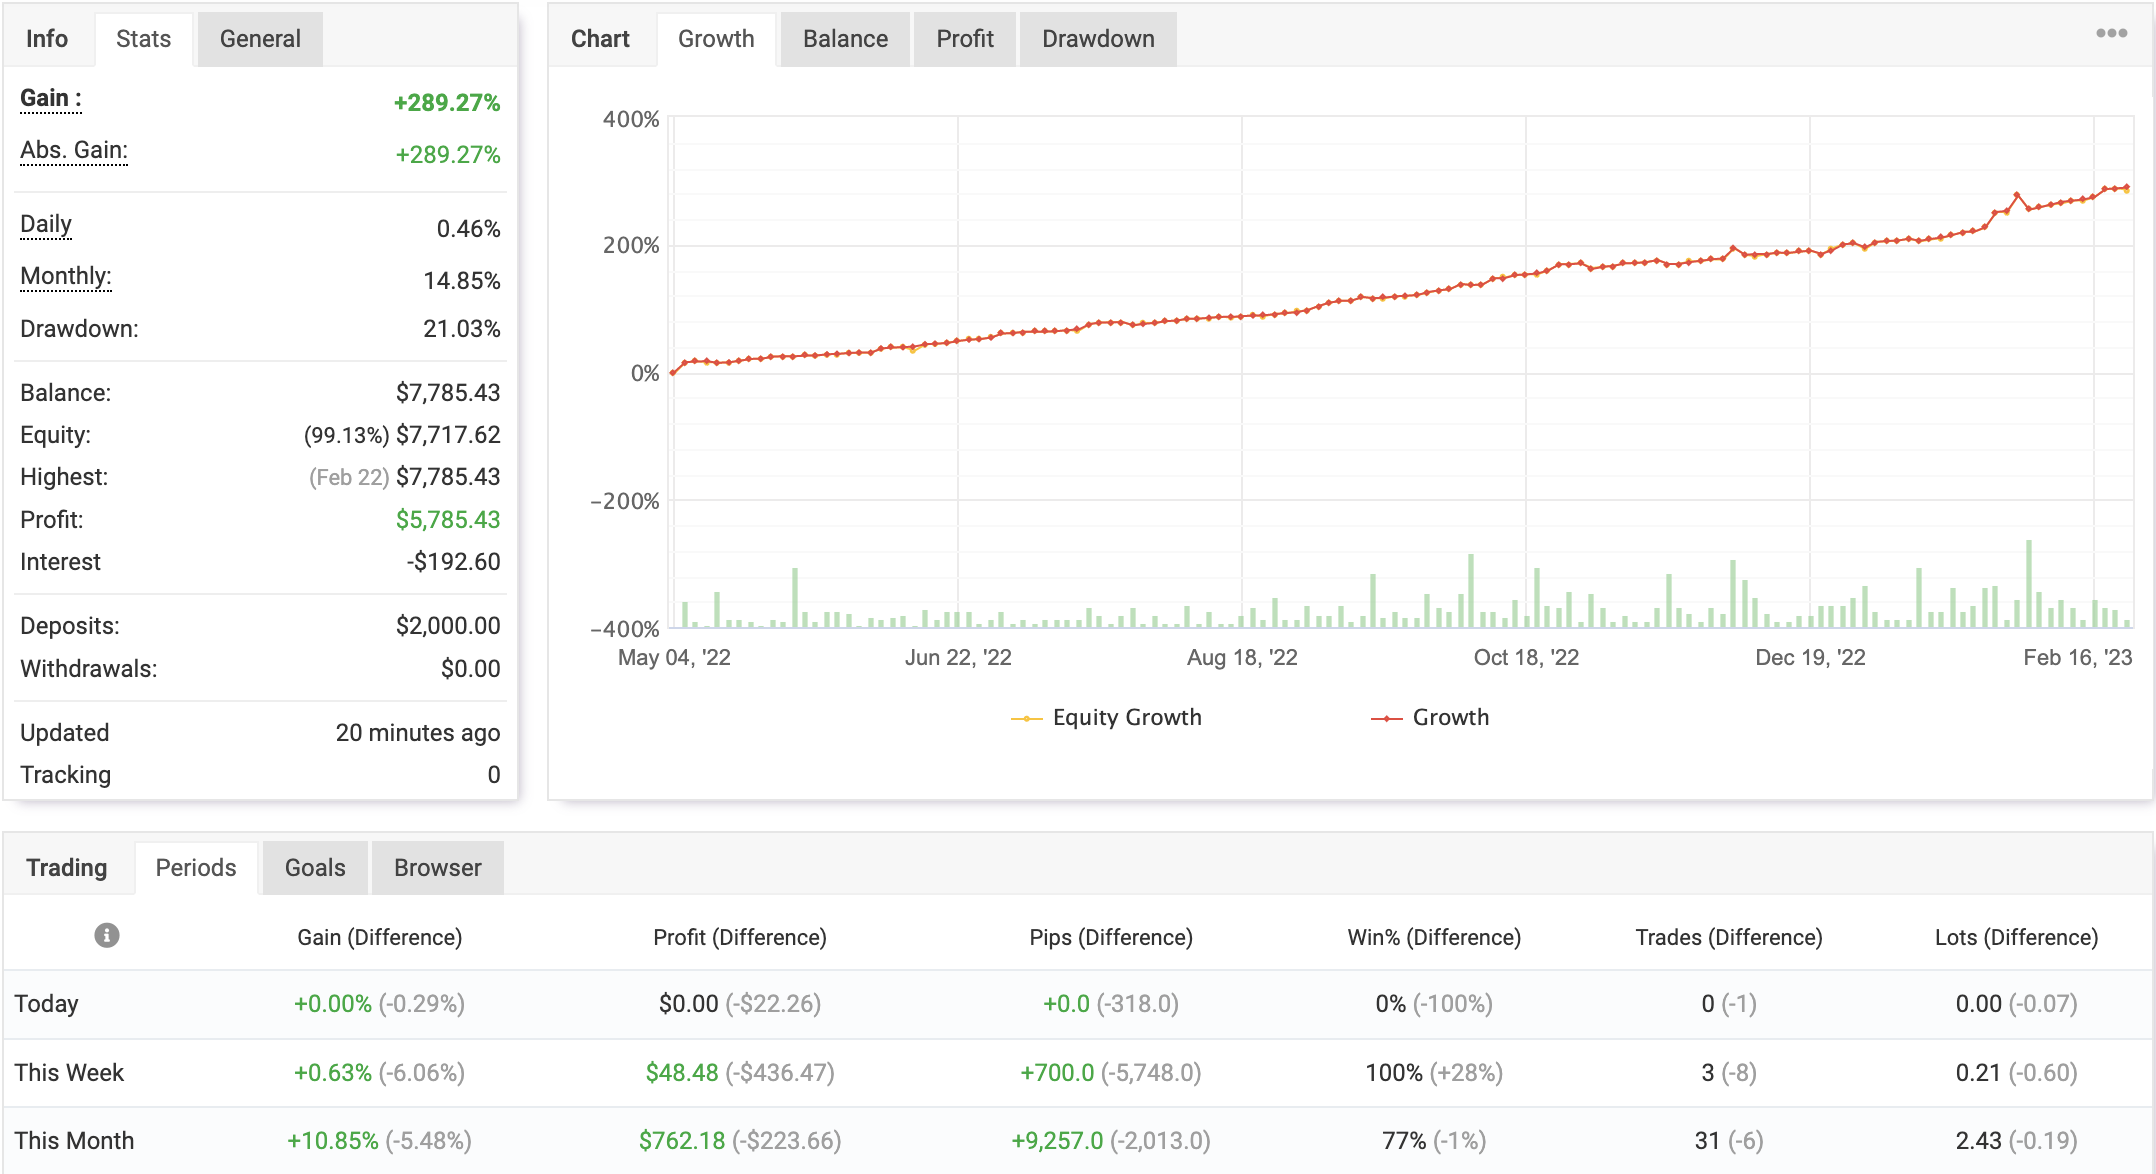 Info Stats General
Gain : +289.27%
Abs. Gain: +289.27%
Daily 0.46%
Monthly: 14.85%
Drawdown: 21.03%
Balance: $7,785.43
Equity: (99.13%) $7,717.62
Highest: (Feb 22) $7,785.43
Profit: $5,785.43
Interest -$192.60
Deposits: $2,000.00
Withdrawals: $0.00
Updated 20 minutes ago
Tracking 0
Chart Growth Balance Profit Drawdown
400%
200%
0%
−200%
−400%
May 04, '22 Jun 22, '22 Aug 18, '22 Oct 18, '22 Dec 19, '22 Feb 16, '23
Equity Growth Growth
Trading Periods Goals Browser
Gain (Difference) Profit (Difference) Pips (Difference) Win% (Difference) Trades (Difference) Lots (Difference)
Today +0.00% (-0.29%) $0.00 (-$22.26) +0.0 (-318.0) 0% (-100%) 0 (-1) 0.00 (-0.07)
This Week +0.63% (-6.06%) $48.48 (-$436.47) +700.0 (-5,748.0) 100% (+28%) 3 (-8) 0.21 (-0.60)
This Month +10.85% (-5.48%) $762.18 (-$223.66) +9,257.0 (-2,013.0) 77% (-1%) 31 (-6) 2.43 (-0.19)